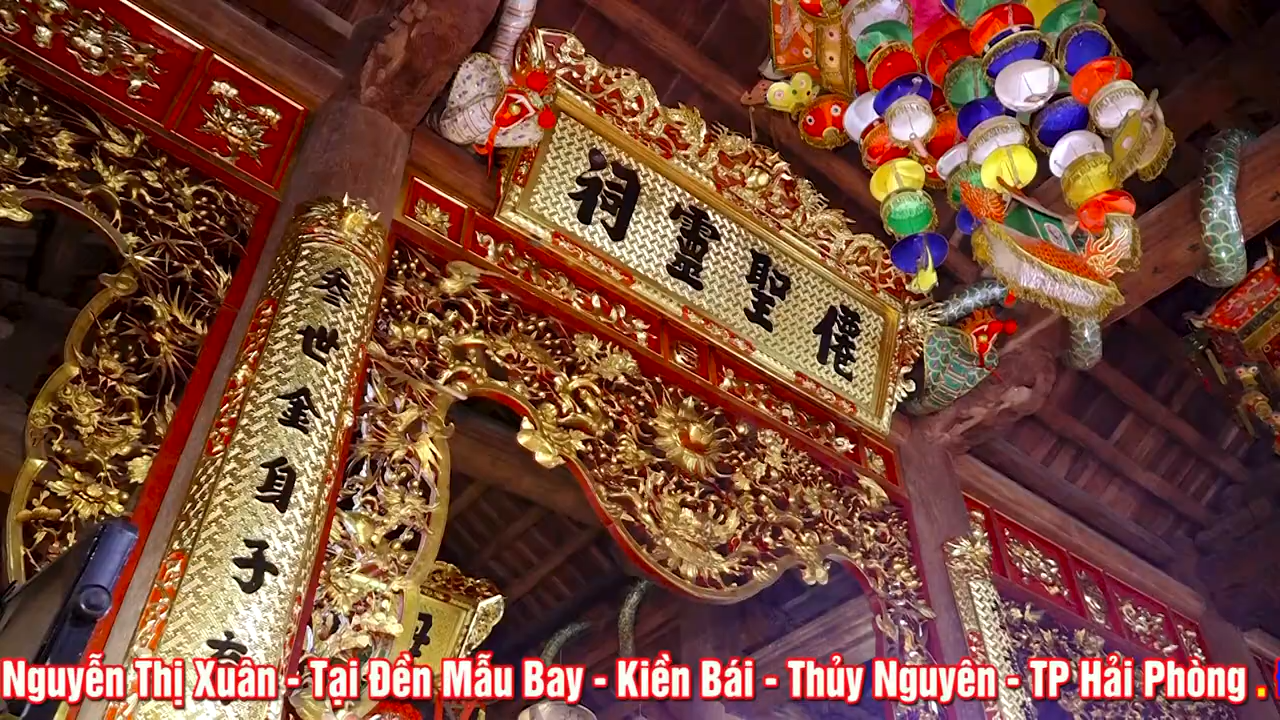 僊聖靈祠
叁世金身子
Nguyễn Thị Xuân - Tại Đền Mẫu Bay - Kiền Bái - Thủy Nguyên - TP Hải Phòng .